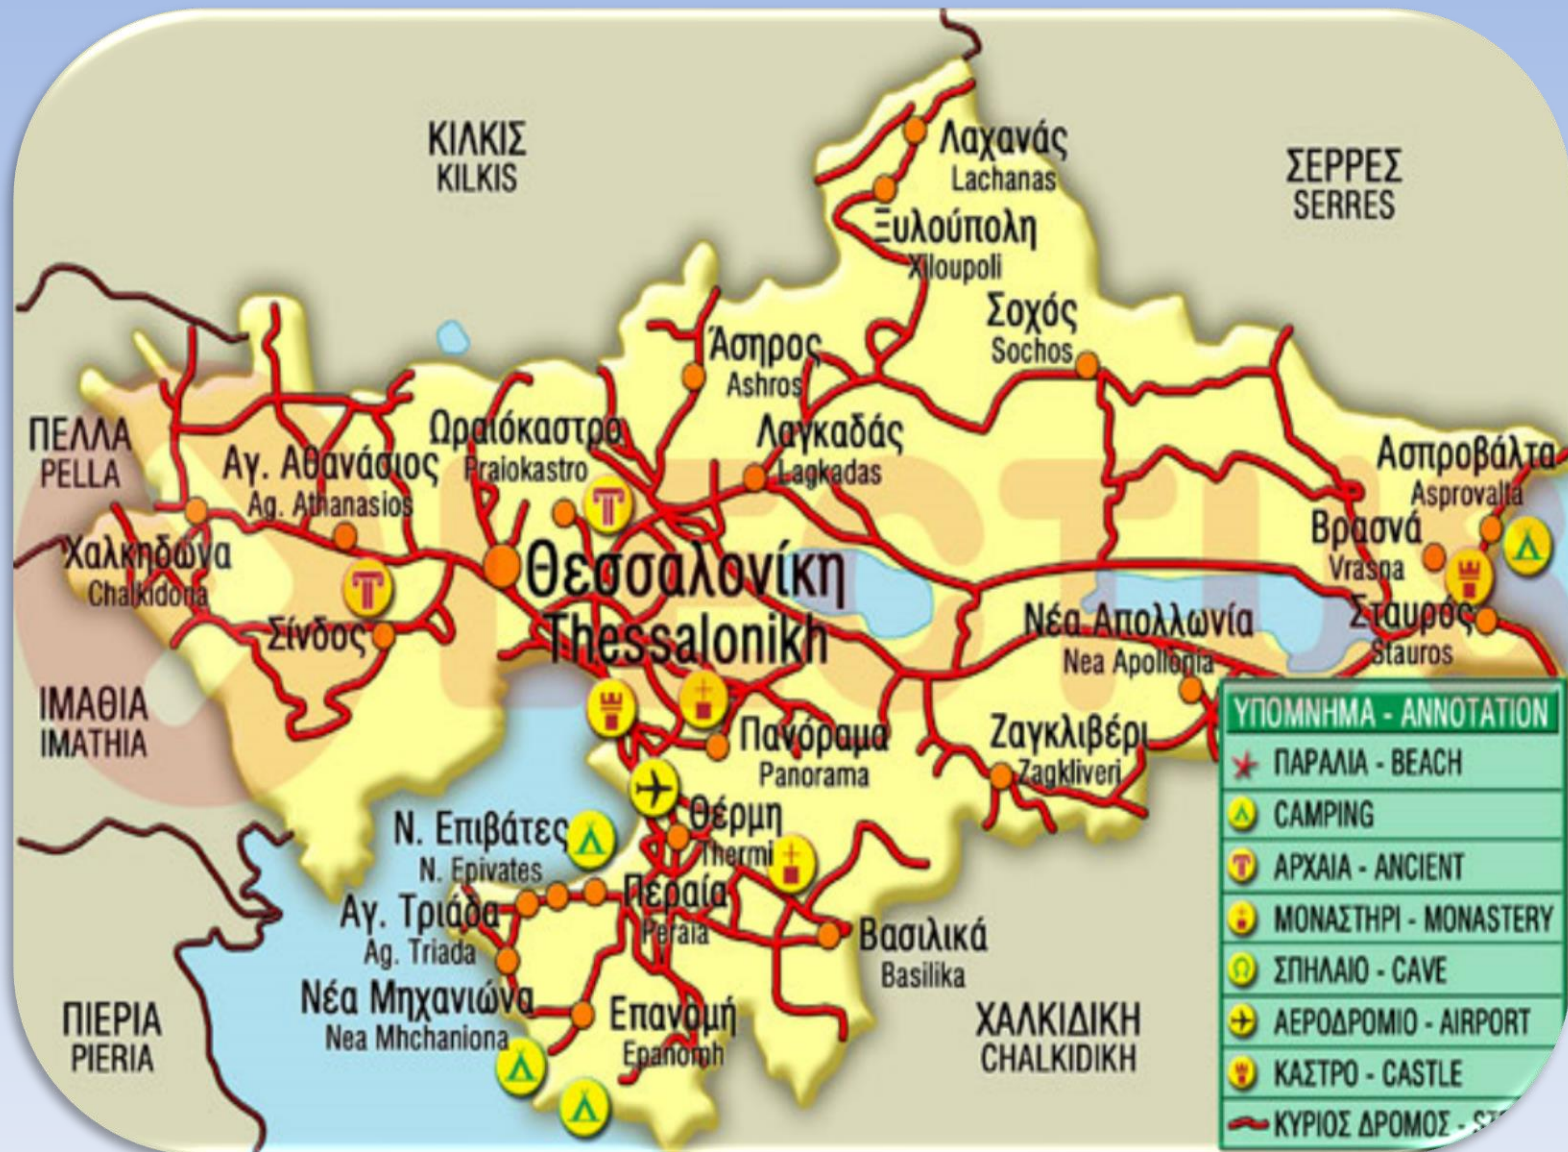 ΚΙΛΚΙΣ
KILKIS
ΣΕΡΡΕΣ
SERRES
Λαχανάς
Lachanas
Ξυλούπολη
Xiloupoli
Σοχός
Sochos
Άσηρος
Ashros
ΠΕΛΛΑ
PELLA
Ωραιόκαστρο
Praiokastro
Λαγκαδάς
Lagkadas
Αγ. Αθανάσιος
Ag. Athanasios
Ασπροβάλτα
Asprovalta
Χαλκηδώνα
Chalkidona
Βρασνά
Vrasna
Θεσσαλονίκη
Thessalonikh
Σίνδος
Νέα Απολλωνία
Nea Apollonia
Σταυρός
Stauros
ΙΜΑΘΙΑ
IMATHIA
Πανόραμα
Panorama
Ζαγκλιβέρι
Zagkliveri
Ν. Επιβάτες
N. Epivates
Θέρμη
Thermi
Αγ. Τριάδα
Ag. Triada
Περαία
Peraia
Βασιλικά
Basilika
Νέα Μηχανιώνα
Nea Mhchaniona
Επανομή
Epanomh
ΠΙΕΡΙΑ
PIERIA
ΧΑΛΚΙΔΙΚΗ
CHALKIDIKH
ΥΠΟΜΝΗΜΑ - ANNOTATION
ΠΑΡΑΛΙΑ - BEACH
CAMPING
ΑΡΧΑΙΑ - ANCIENT
ΜΟΝΑΣΤΗΡΙ - MONASTERY
ΣΠΗΛΑΙΟ - CAVE
ΑΕΡΟΔΡΟΜΙΟ - AIRPORT
ΚΑΣΤΡΟ - CASTLE
ΚΥΡΙΟΣ ΔΡΟΜΟΣ -